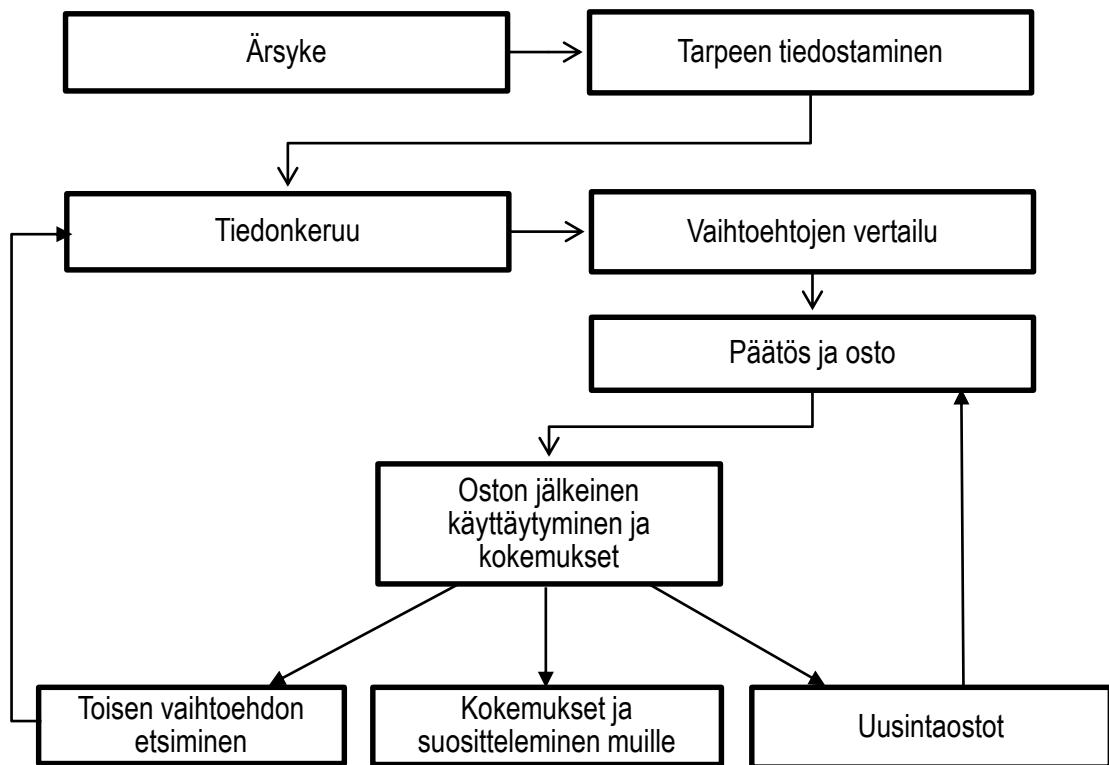 Ärsyke
Tarpeen tiedostaminen
Tiedonkeruu
Vaihtoehtojen vertailu
Päätös ja osto
Oston jälkeinen
käyttäytyminen ja
kokemukset
Toisen vaihtoehdon
etsiminen
Kokemukset ja
suositteleminen muille
Uusintaostot